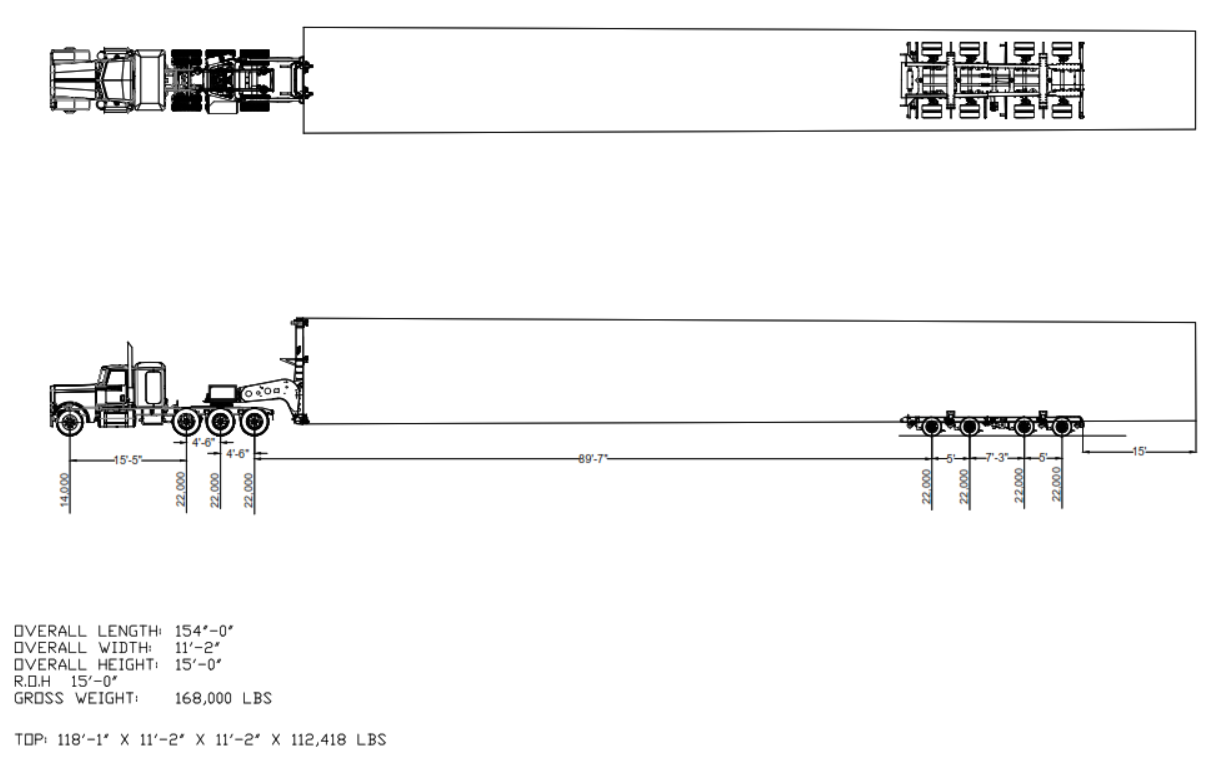 4'-6"
4'-6"
15'-5" 89'-7" 5' 7'-3" 5' 15'
14,000 22,000 22,000 22,000 22,000 22,000 22,000 22,000
OVERALL LENGTH: 154"-0"
OVERALL WIDTH: 11'-2"
OVERALL HEIGHT: 15'-0"
R.O.H 15'-0"
GROSS WEIGHT: 168,000 LBS
TOP: 118'-1" X 11'-2" X 11'-2" X 112,418 LBS